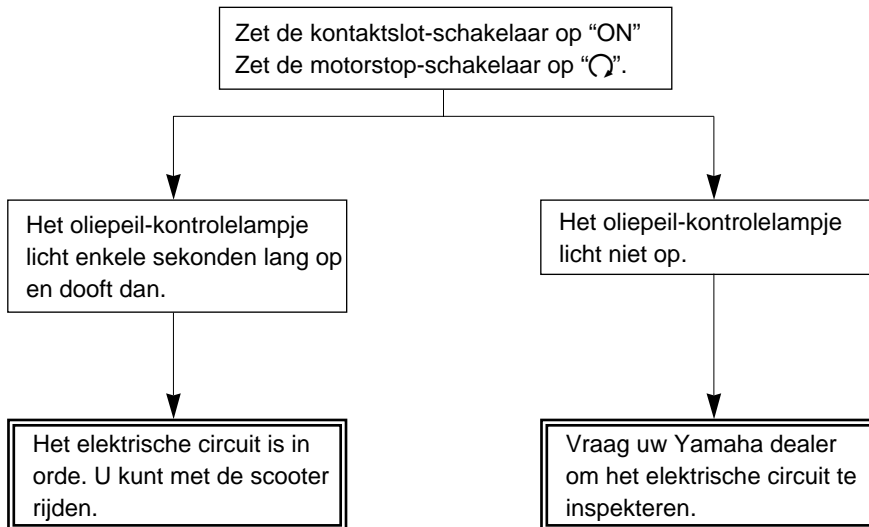 Zet de kontaktslot-schakelaar op “ON”
Zet de motorstop-schakelaar op “”.
Het oliepeil-kontrolelampje
licht enkele sekonden lang op
en dooft dan.
Het oliepeil-kontrolelampje
licht niet op.
Het elektrische circuit is in
orde. U kunt met de scooter
rijden.
Vraag uw Yamaha dealer
om het elektrische circuit te
inspekteren.